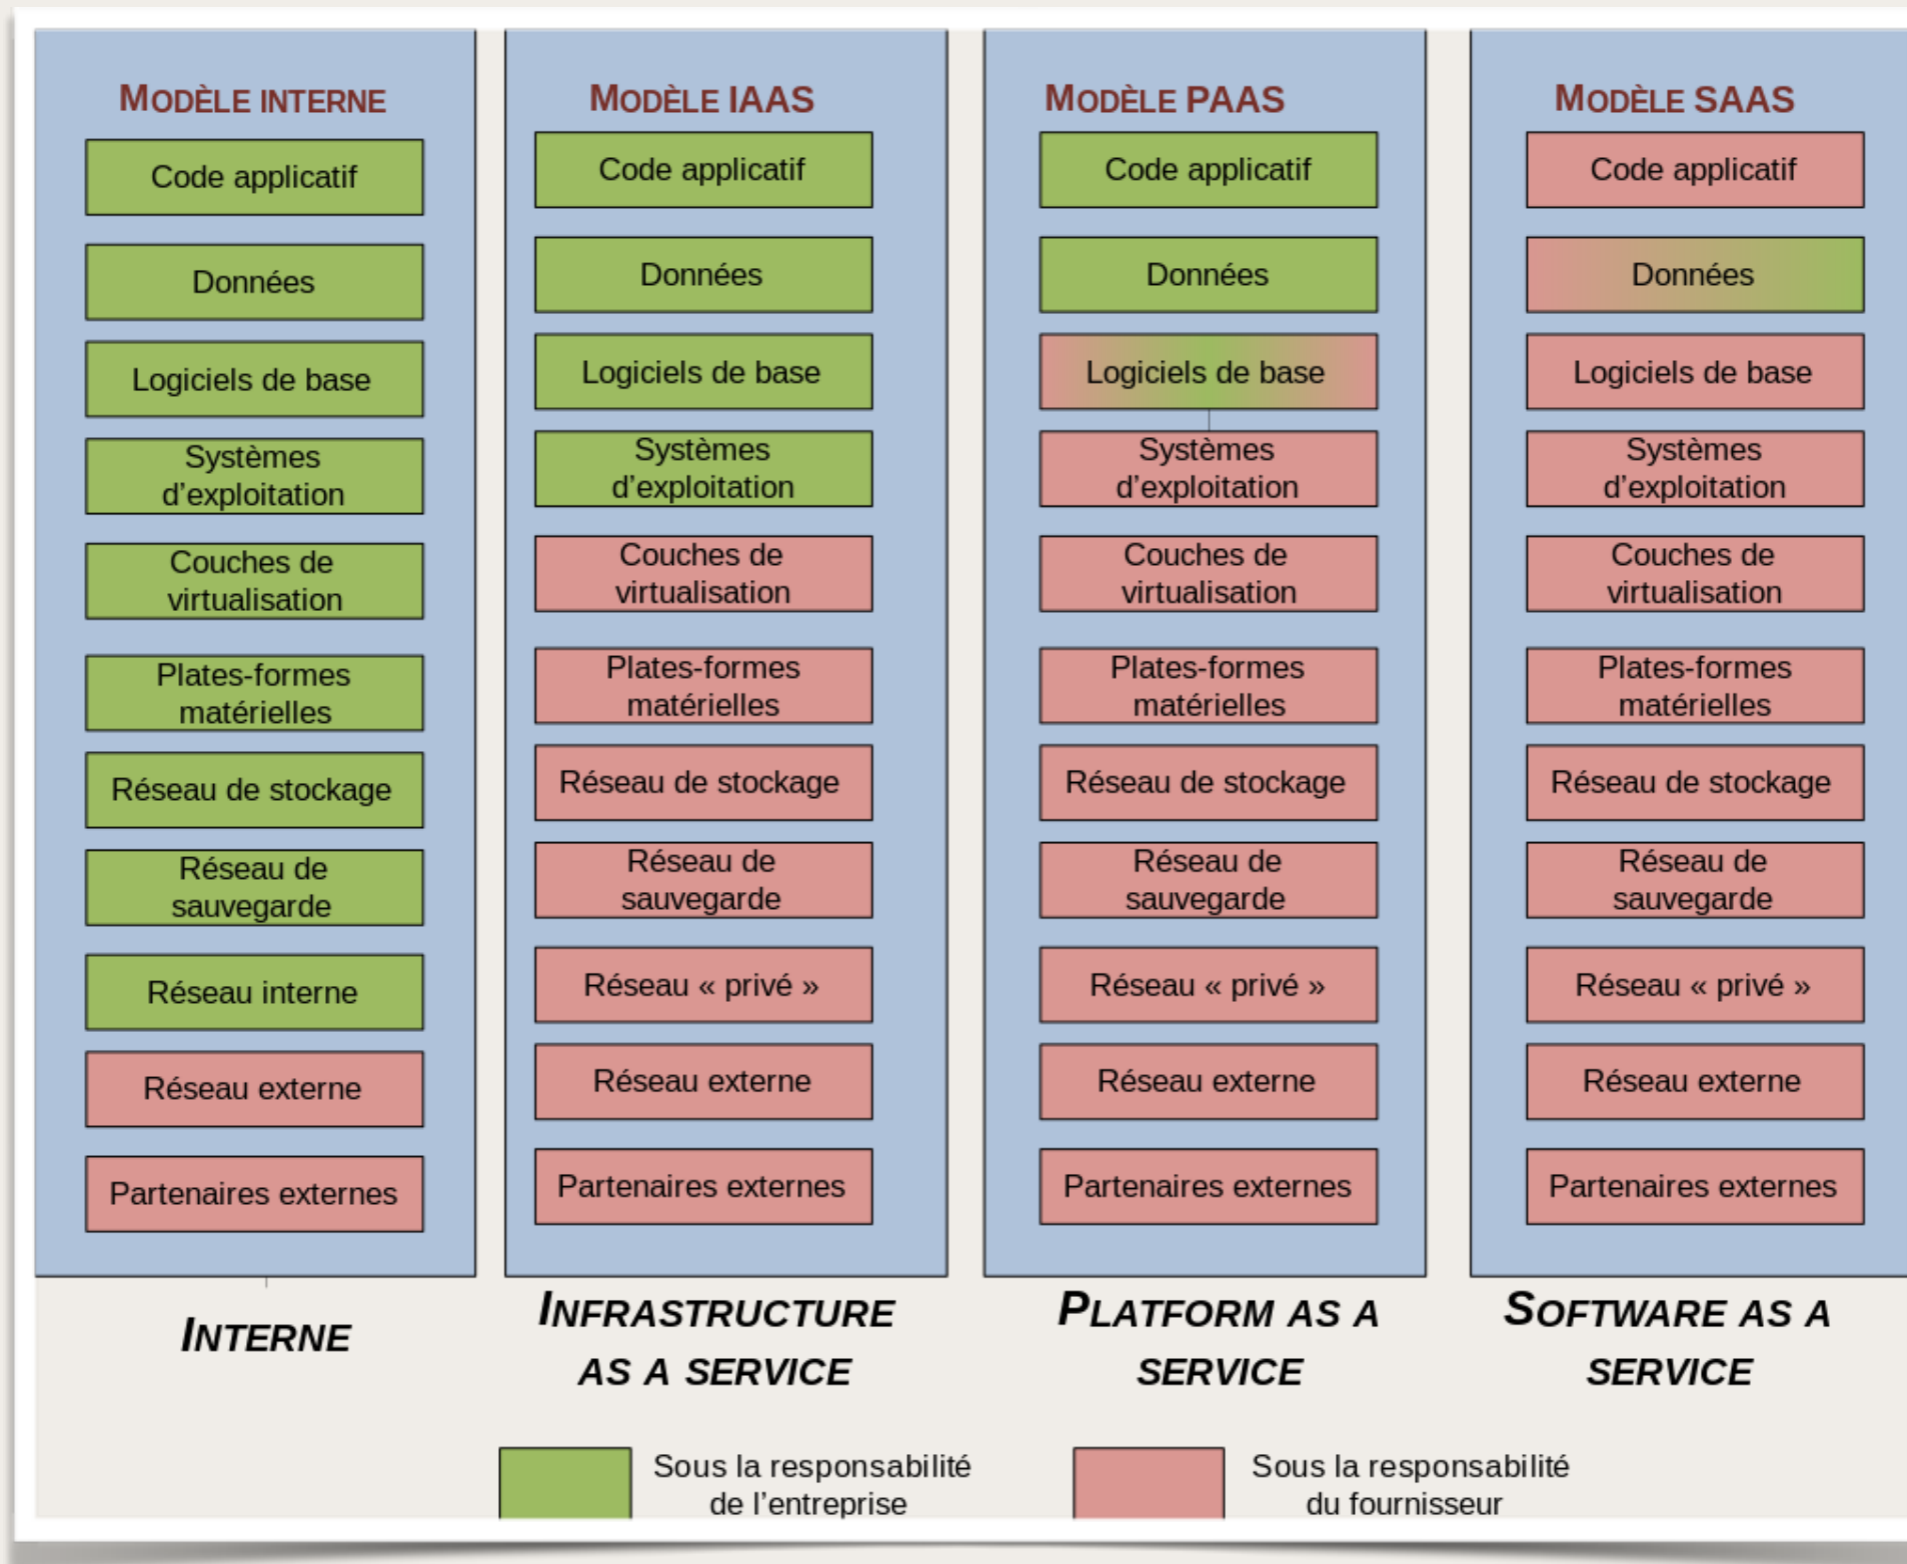 MODÈLE INTERNE
Code applicatif
Données
Logiciels de base
Systèmes
d’exploitation
Couches de
virtualisation
Plates-formes
matérielles
Réseau de stockage
Réseau de
sauvegarde
Réseau interne
Réseau externe
Partenaires externes
INTERNE
MODÈLE IAAS
Code applicatif
Données
Logiciels de base
Systèmes
d’exploitation
Couches de
virtualisation
Plates-formes
matérielles
Réseau de stockage
Réseau de
sauvegarde
Réseau « privé »
Réseau externe
Partenaires externes
INFRASTRUCTURE
AS A SERVICE
MODÈLE PAAS
Code applicatif
Données
Logiciels de base
Systèmes
d’exploitation
Couches de
virtualisation
Plates-formes
matérielles
Réseau de stockage
Réseau de
sauvegarde
Réseau « privé »
Réseau externe
Partenaires externes
PLATFORM AS A
SERVICE
MODÈLE SAAS
Code applicatif
Données
Logiciels de base
Systèmes
d’exploitation
Couches de
virtualisation
Plates-formes
matérielles
Réseau de stockage
Réseau de
sauvegarde
Réseau « privé »
Réseau externe
Partenaires externes
SOFTWARE AS A
SERVICE
Sous la responsabilité
de l’entreprise
Sous la responsabilité
du fournisseur